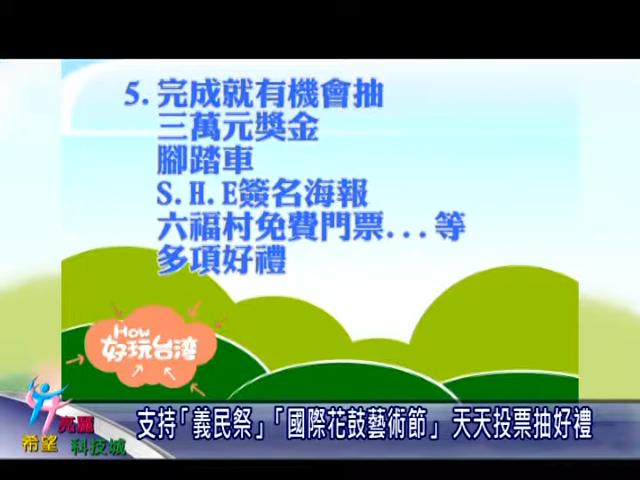 5.完成就有機會抽
三萬元獎金
腳踏車
S.H.E簽名海報
六福村免費門票...等
多項好禮
How
好玩台灣
亮麗
希望 科技城
支持「義民祭」「國際花鼓藝術節」 天天投票抽好禮